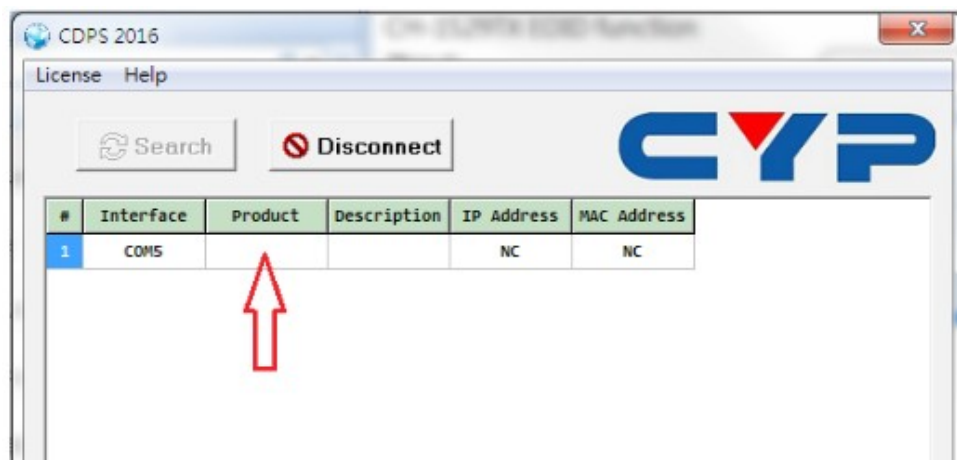 CDPS 2016
License Help
Search Disconnect CYP
# Interface Product Description IP Address MAC Address
1 COM5 NC NC